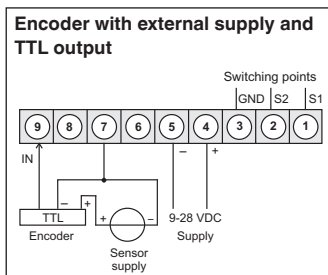 Encoder with external supply and
TTL output
Switching points
GND S2 S1
9 8 7 6 5 4 3 2 1
IN – +
– +
TTL + –
9-28 VDC
Encoder Supply
Sensor
supply